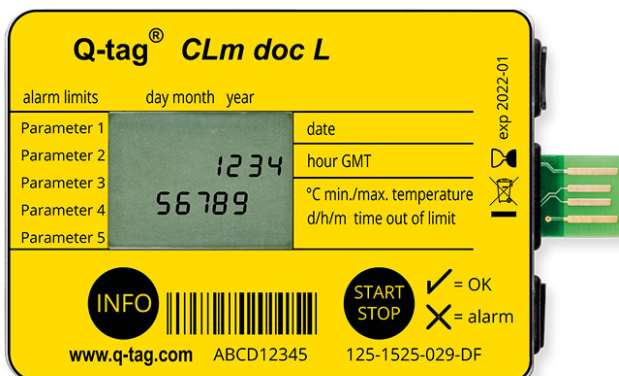 Q-tag® CLm doc L
alarm limits day month year
Parameter 1
Parameter 2
Parameter 3
Parameter 4
Parameter 5
1234
56789
date
hour GMT
°C min./max. temperature
d/h/m time out of limit
exp 2022-01
INFO
START
STOP
✓ = OK
✗ = alarm
www.q-tag.com ABCD12345 125-1525-029-DF